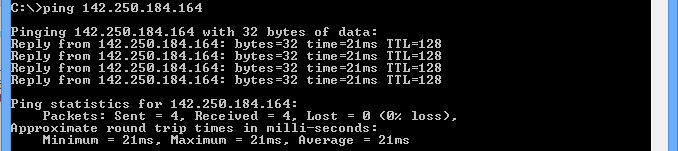 C:\>ping 142.250.184.164
Pinging 142.250.184.164 with 32 bytes of data:
Reply from 142.250.184.164: bytes=32 time=21ms TTL=128
Reply from 142.250.184.164: bytes=32 time=21ms TTL=128
Reply from 142.250.184.164: bytes=32 time=21ms TTL=128
Reply from 142.250.184.164: bytes=32 time=21ms TTL=128
Ping statistics for 142.250.184.164:
    Packets: Sent = 4, Received = 4, Lost = 0 (0% loss),
Approximate round trip times in milli-seconds:
    Minimum = 21ms, Maximum = 21ms, Average = 21ms